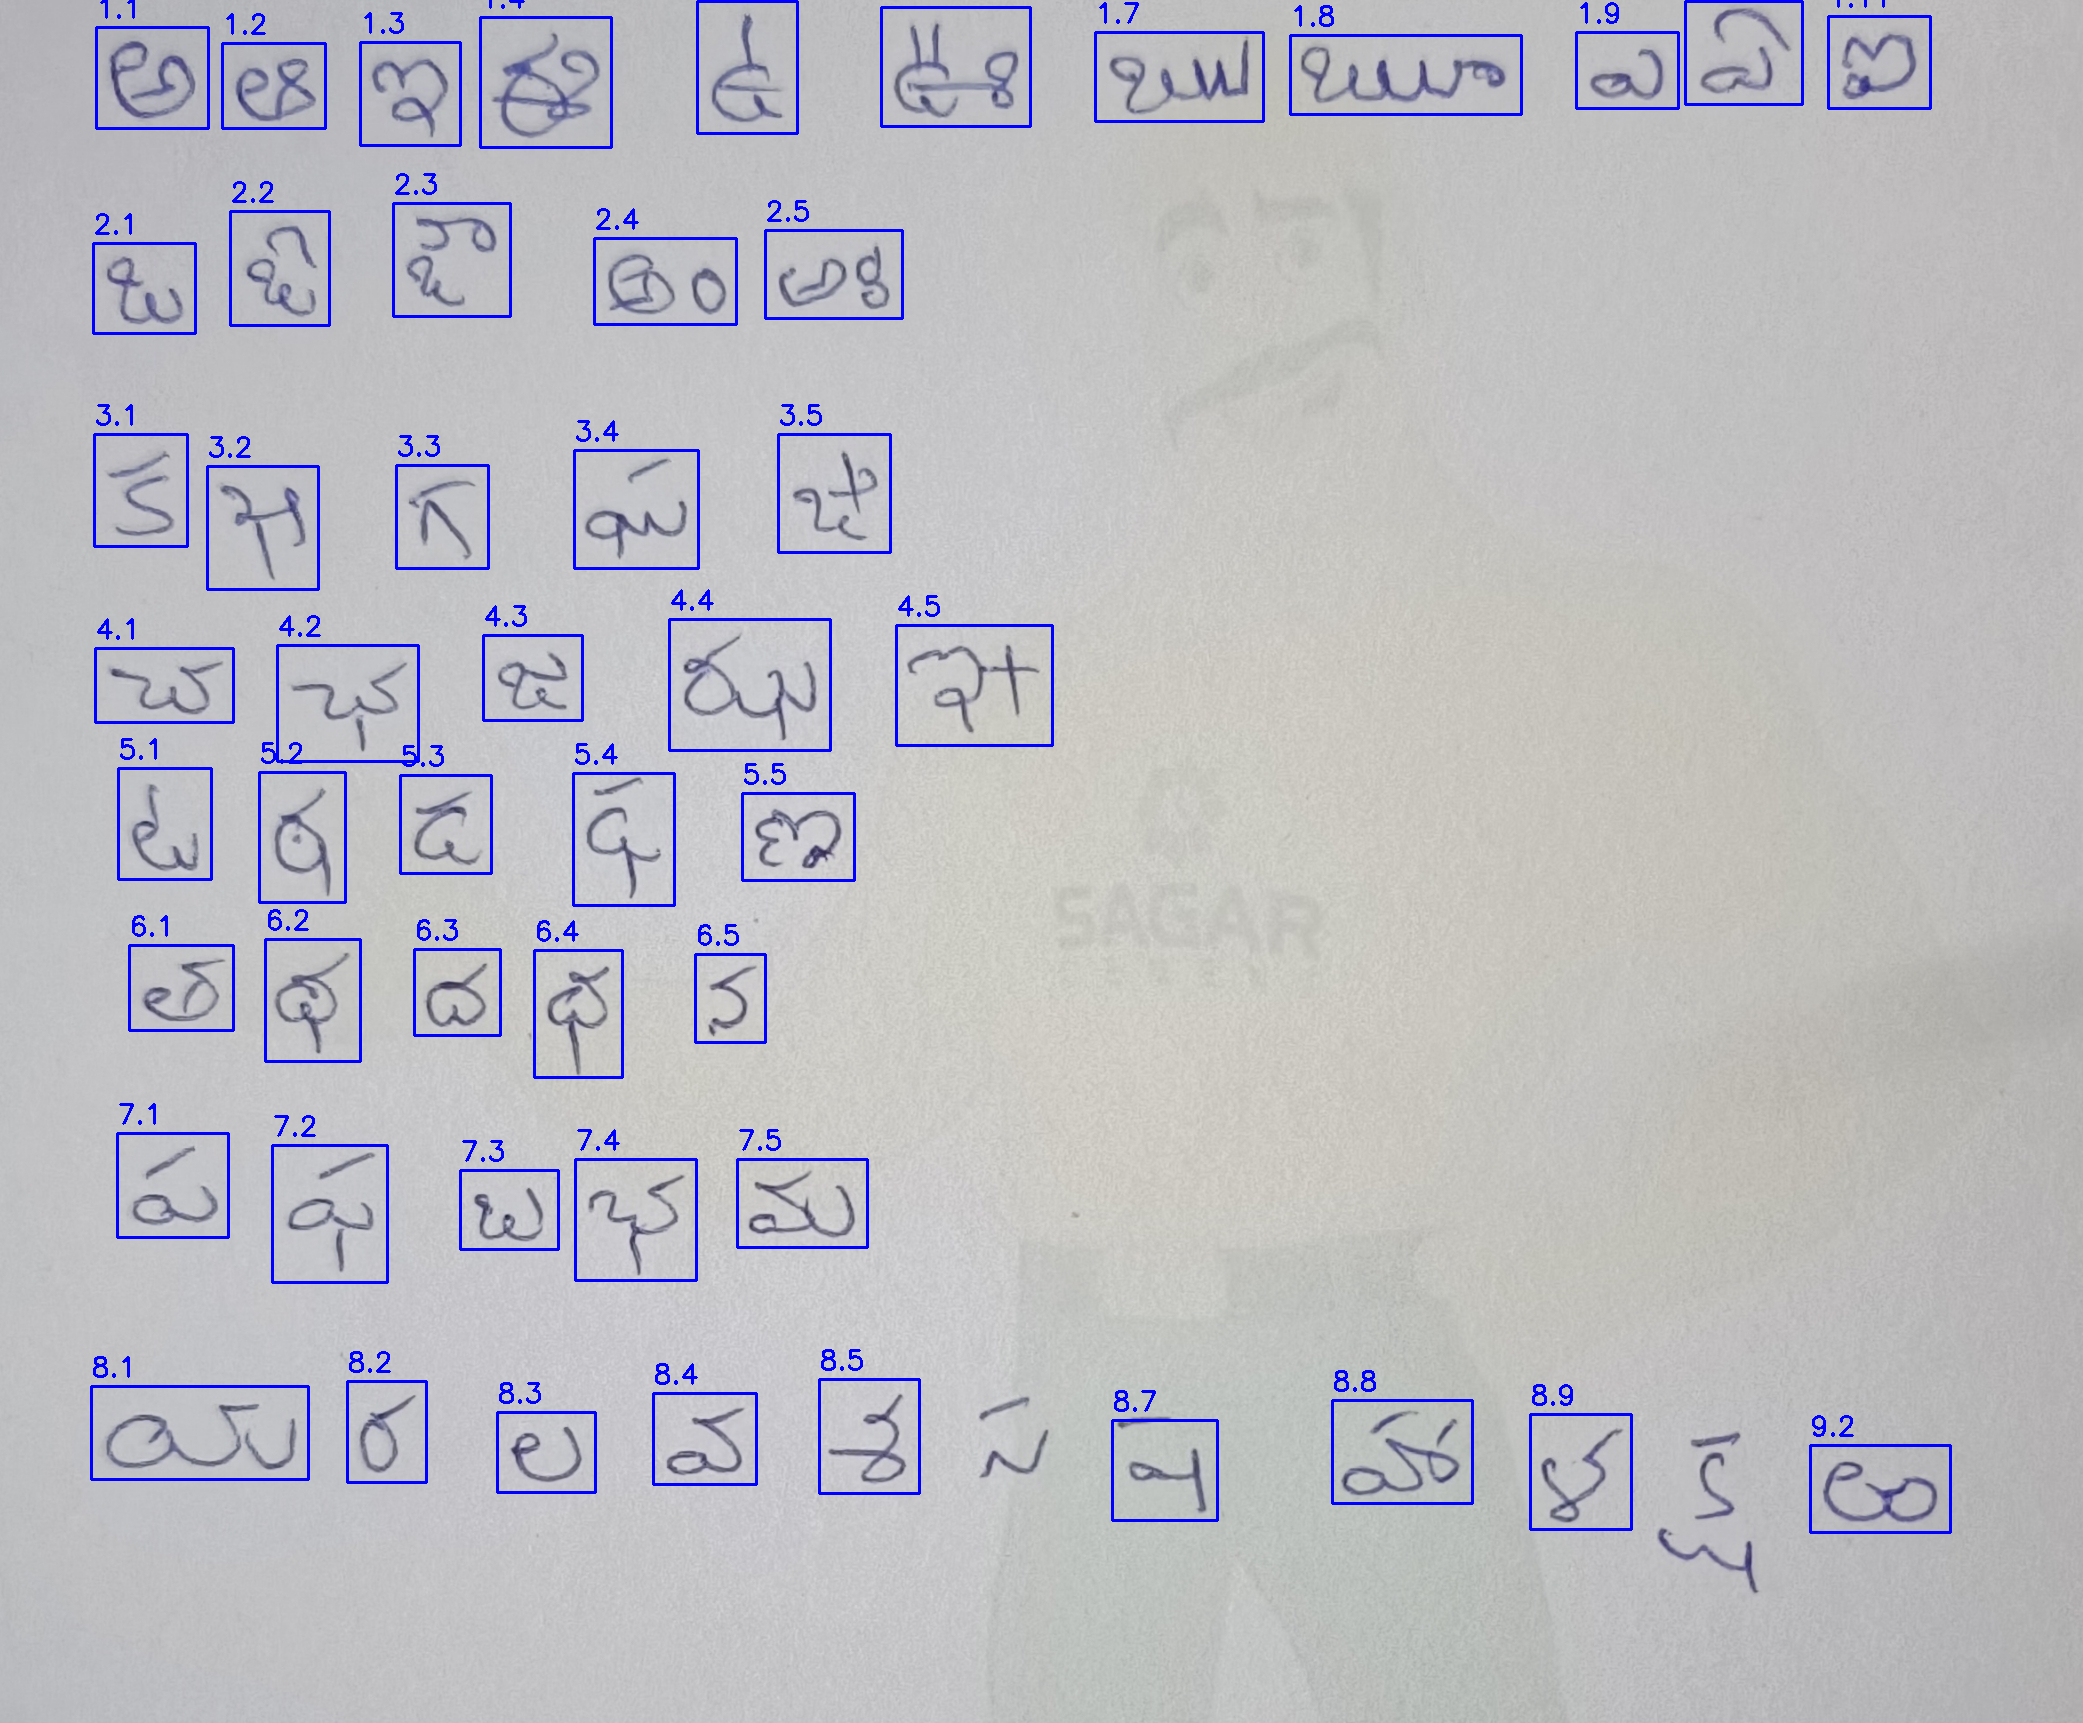 1.1 1.2 1.3 1.4 1.7 1.8 1.9 1.11
అ ఆ ఇ ఈ ఉ ఊ ఋ ౠ ఎ ఏ ఐ
2.1 2.2 2.3 2.4 2.5
ఒ ఓ ఔ అం అః
3.1 3.2 3.3 3.4 3.5
క ఖ గ ఘ ఙ
4.1 4.2 4.3 4.4 4.5
చ ఛ జ ఝ ఞ
5.1 5.2 5.3 5.4 5.5
ట ఠ డ ఢ ణ
6.1 6.2 6.3 6.4 6.5
త థ ద ధ న
7.1 7.2 7.3 7.4 7.5
ప ఫ బ భ మ
8.1 8.2 8.3 8.4 8.5 8.7 8.8 8.9 9.2
య ర ల వ శ స ష హ ళ క్ష ఱ
SAGAR